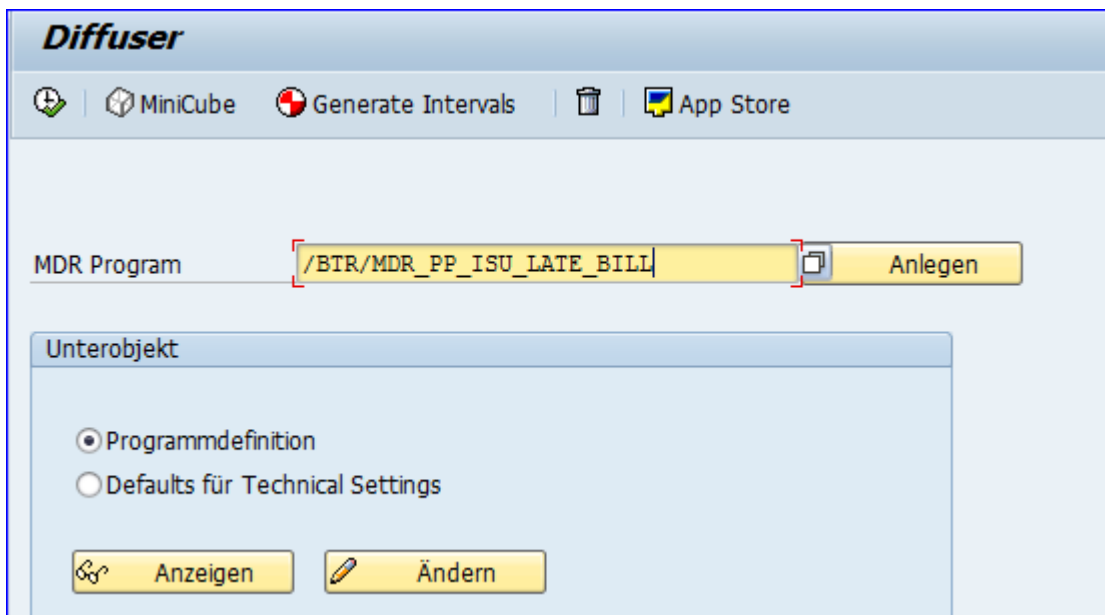 Diffuser
MiniCube Generate Intervals App Store
MDR Program /BTR/MDR_PP_ISU_LATE_BILL Anlegen
Unterobjekt
Programmdefinition
Defaults für Technical Settings
Anzeigen Ändern